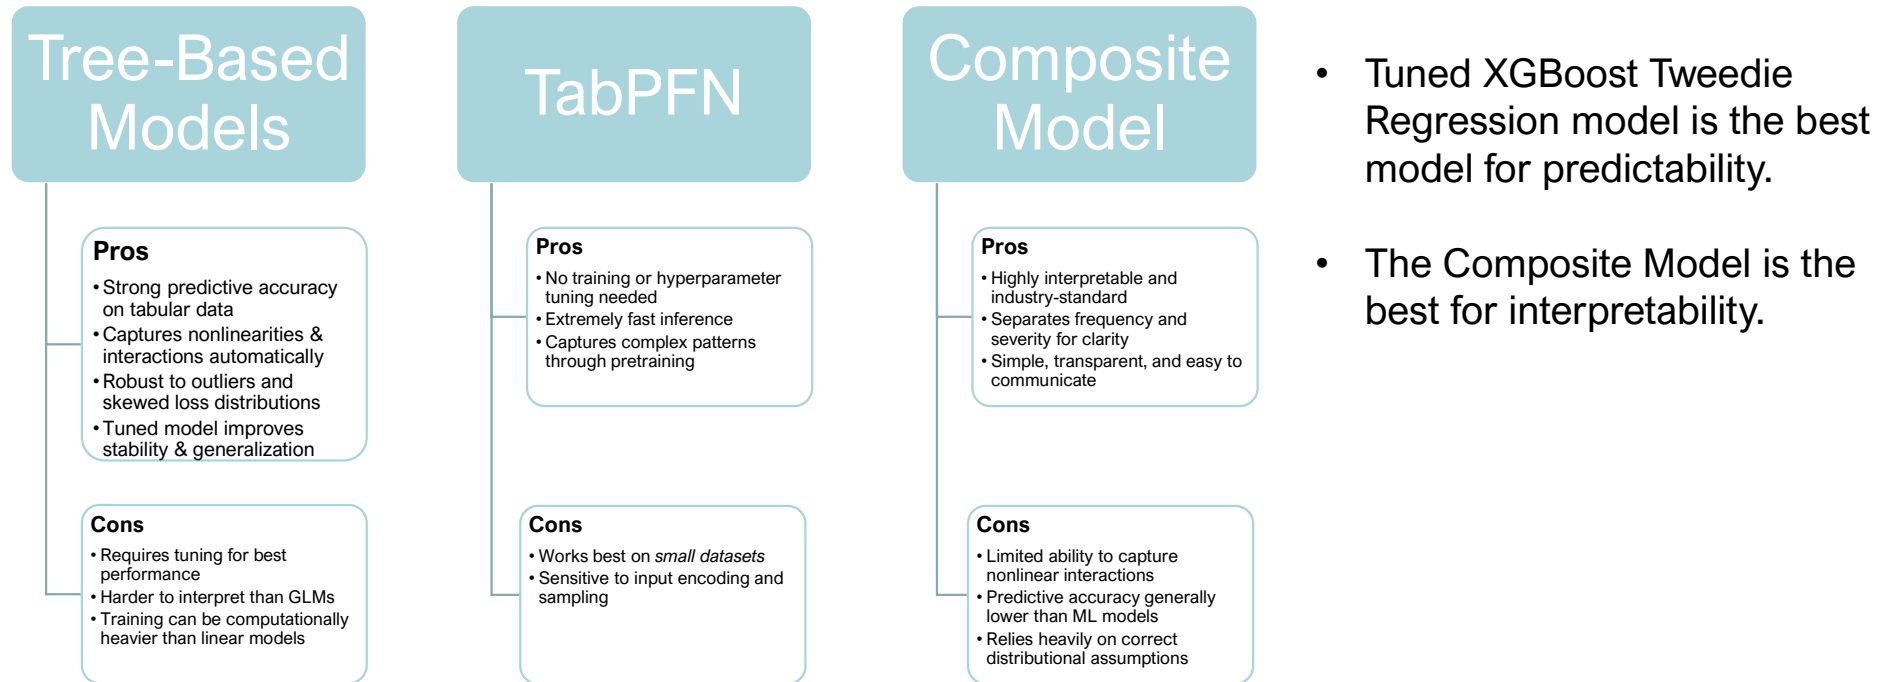 Tree-Based
Models
Pros
• Strong predictive accuracy
on tabular data
• Captures nonlinearities &
interactions automatically
• Robust to outliers and
skewed loss distributions
• Tuned model improves
stability & generalization
Cons
• Requires tuning for best
performance
• Harder to interpret than GLMs
• Training can be computationally
heavier than linear models
TabPFN
Pros
• No training or hyperparameter
tuning needed
• Extremely fast inference
• Captures complex patterns
through pretraining
Cons
• Works best on small datasets
• Sensitive to input encoding and
sampling
Composite
Model
Pros
• Highly interpretable and
industry-standard
• Separates frequency and
severity for clarity
• Simple, transparent, and easy to
communicate
Cons
• Limited ability to capture
nonlinear interactions
• Predictive accuracy generally
lower than ML models
• Relies heavily on correct
distributional assumptions
• Tuned XGBoost Tweedie
Regression model is the best
model for predictability.
• The Composite Model is the
best for interpretability.